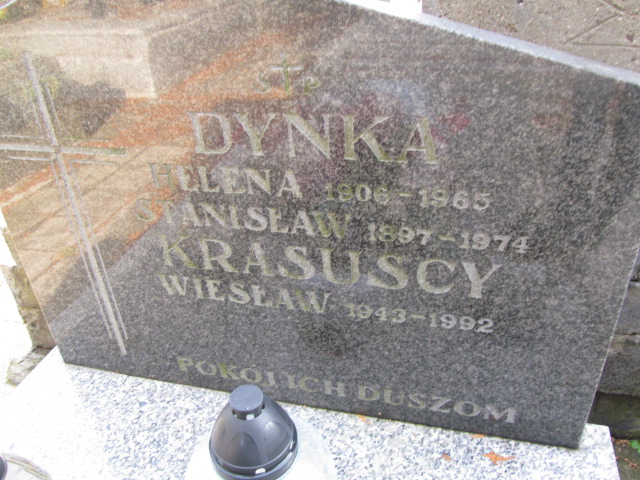 Ś†P
DYNKA
HELENA 1906-1965
STANISŁAW 1897-1974
KRASUSCY
WIESŁAW 1943-1992
POKÓJ ICH DUSZOM